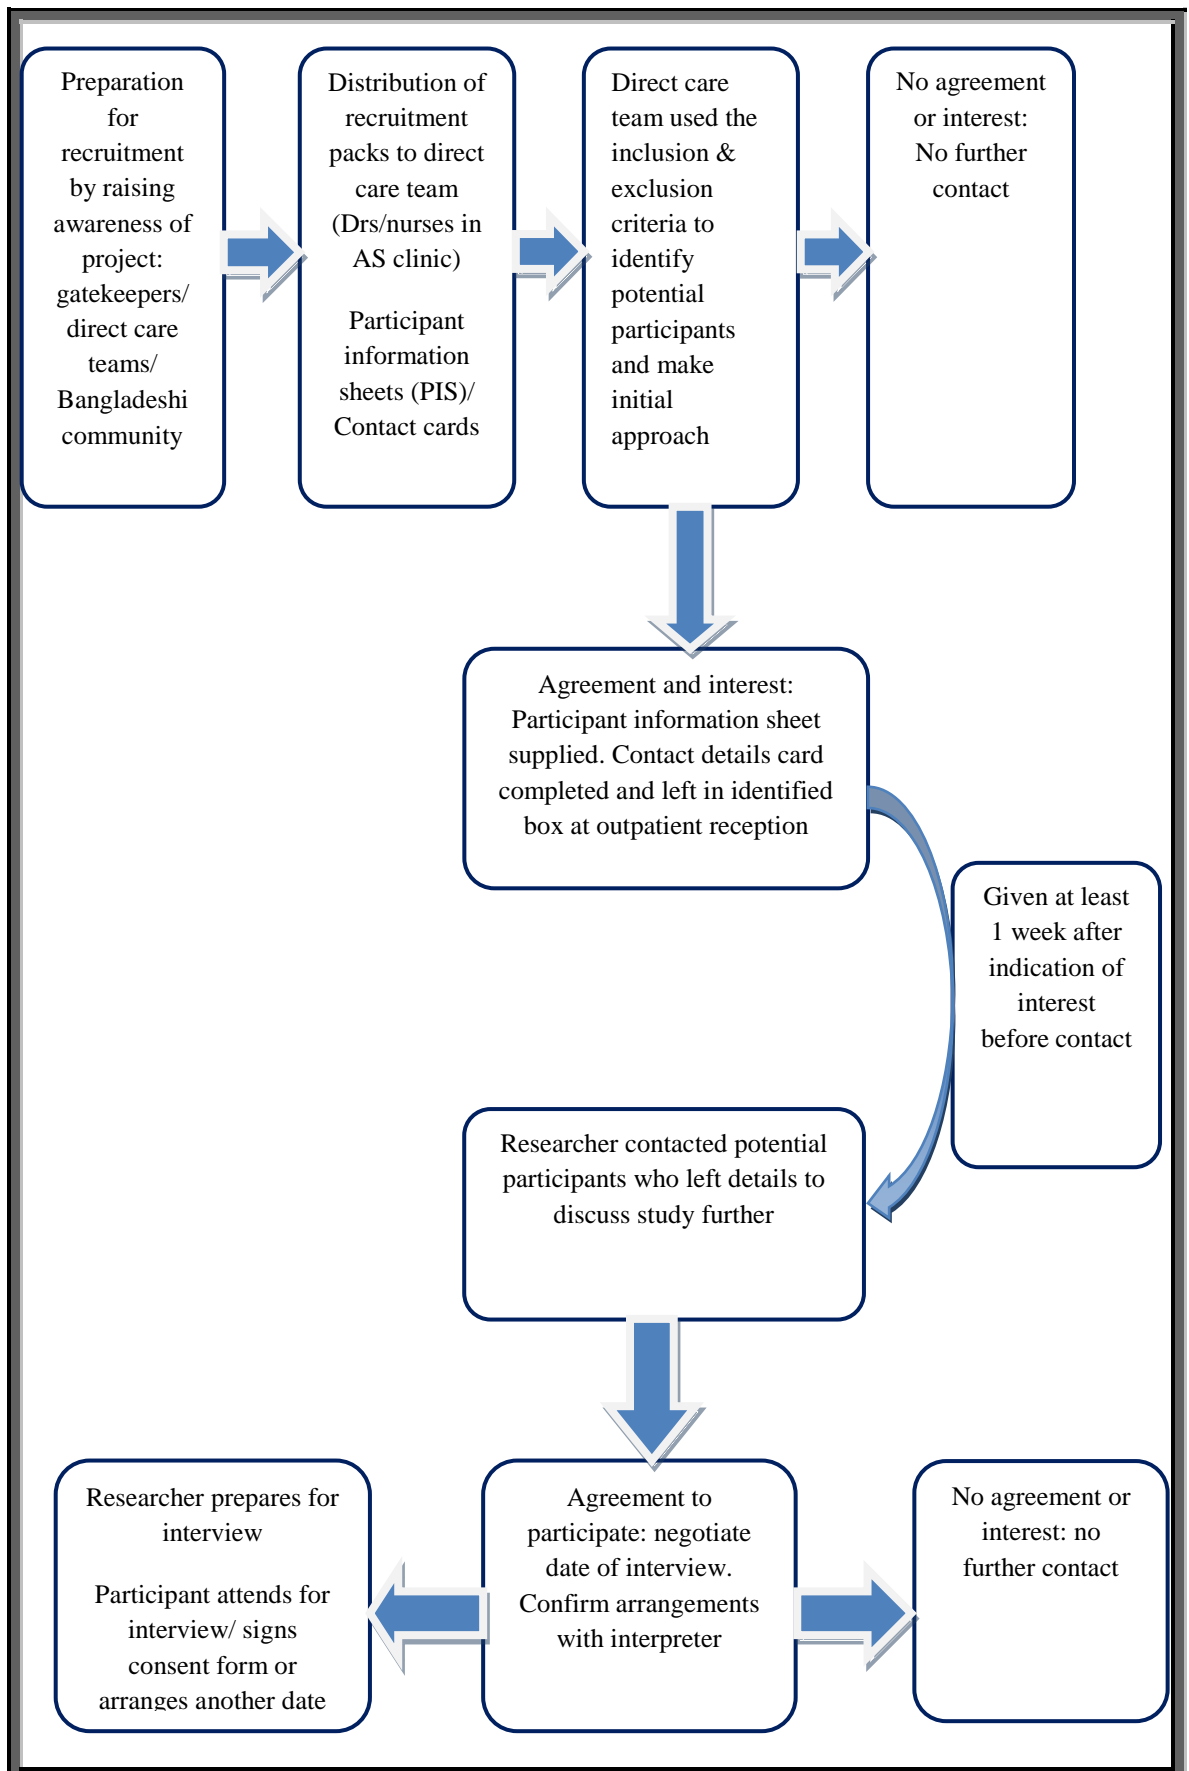 Preparation
for
recruitment
by raising
awareness of
project:
gatekeepers/
direct care
teams/
Bangladeshi
community
Distribution of
recruitment
packs to direct
care team
(Drs/nurses in
AS clinic)
Participant
information
sheets (PIS)/
Contact cards
Direct care
team used the
inclusion &
exclusion
criteria to
identify
potential
participants
and make
initial
approach
No agreement
or interest:
No further
contact
Agreement and interest:
Participant information sheet
supplied. Contact details card
completed and left in identified
box at outpatient reception
Given at least
1 week after
indication of
interest
before contact
Researcher contacted potential
participants who left details to
discuss study further
Researcher prepares for
interview
Participant attends for
interview/ signs
consent form or
arranges another date
Agreement to
participate: negotiate
date of interview.
Confirm arrangements
with interpreter
No agreement or
interest: no
further contact